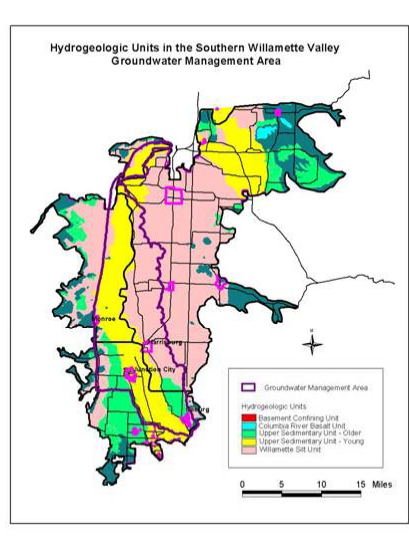 Hydrogeologic Units in the Southern Willamette Valley
Groundwater Management Area
Monroe
Harrisburg
Junction City
burg
N
Groundwater Management Area
Hydrogeologic Units
Basement Confining Unit
Columbia River Basalt Unit
Upper Sedimentary Unit - Older
Upper Sedimentary Unit - Young
Willamette Silt Unit
0 5 10 15 Miles